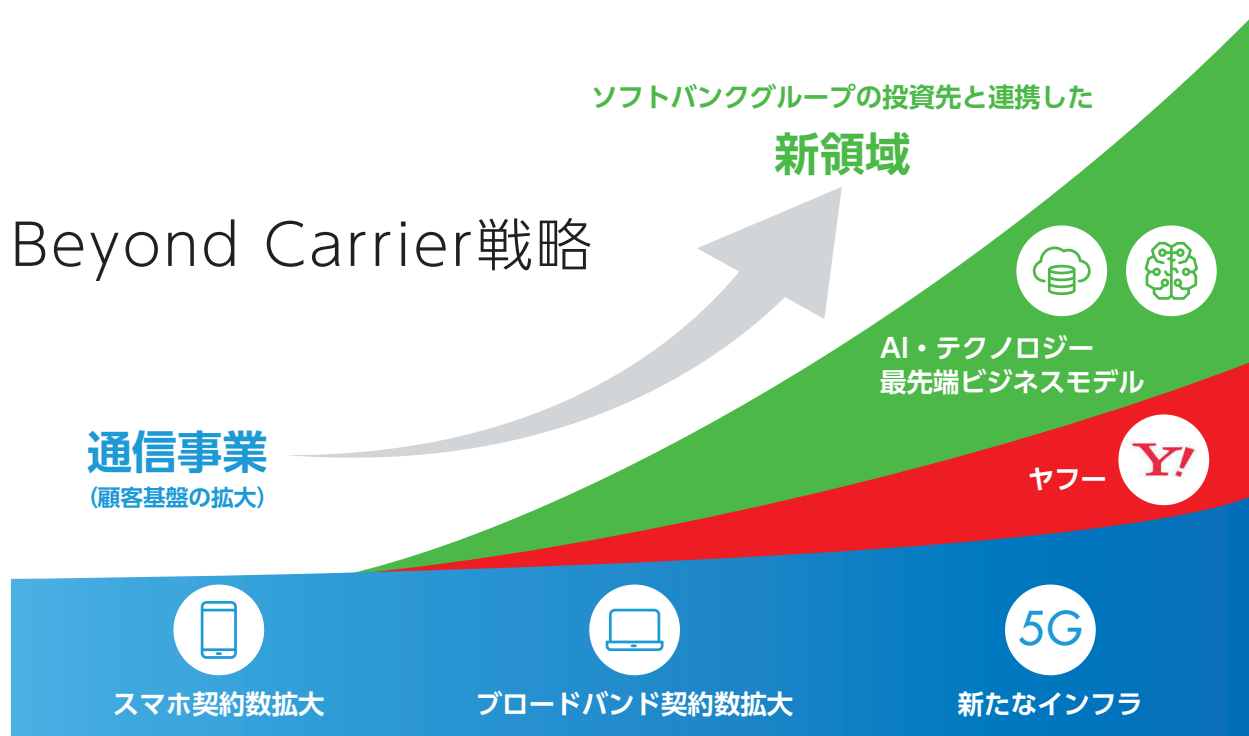 ソフトバンクグループの投資先と連携した
新領域
Beyond Carrier戦略
AI・テクノロジー
最先端ビジネスモデル
通信事業
(顧客基盤の拡大)
ヤフー
Y!
5G
スマホ契約数拡大
ブロードバンド契約数拡大
新たなインフラ